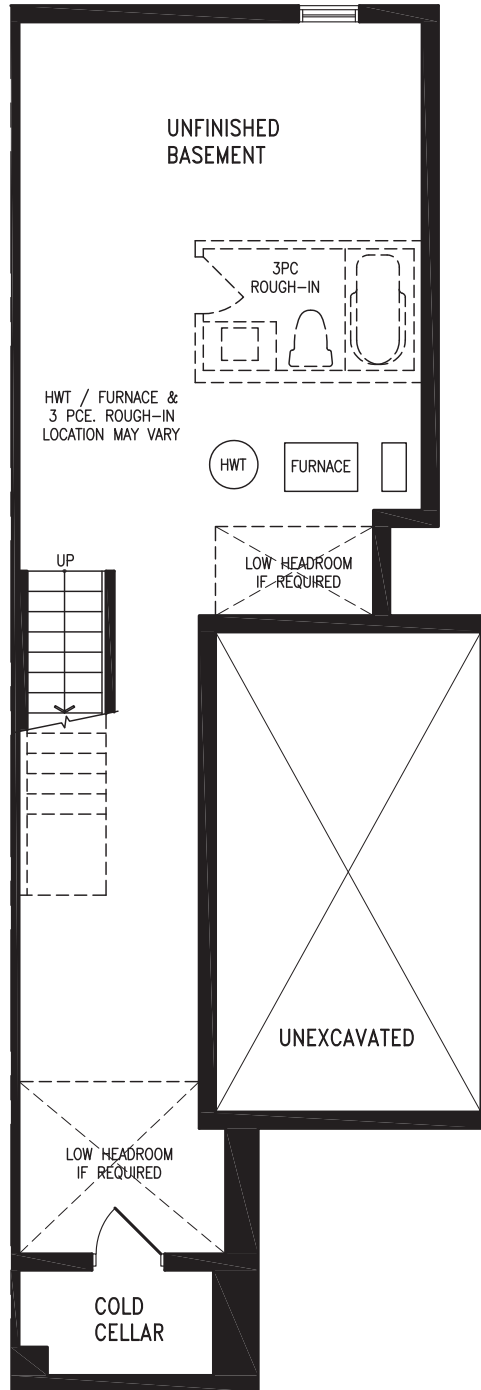 UNFINISHED
BASEMENT
3PC
ROUGH-IN
HWT / FURNACE &
3 PCE. ROUGH-IN
LOCATION MAY VARY
HWT
FURNACE
LOW HEADROOM
IF REQUIRED
UP
UNEXCAVATED
LOW HEADROOM
IF REQUIRED
COLD
CELLAR